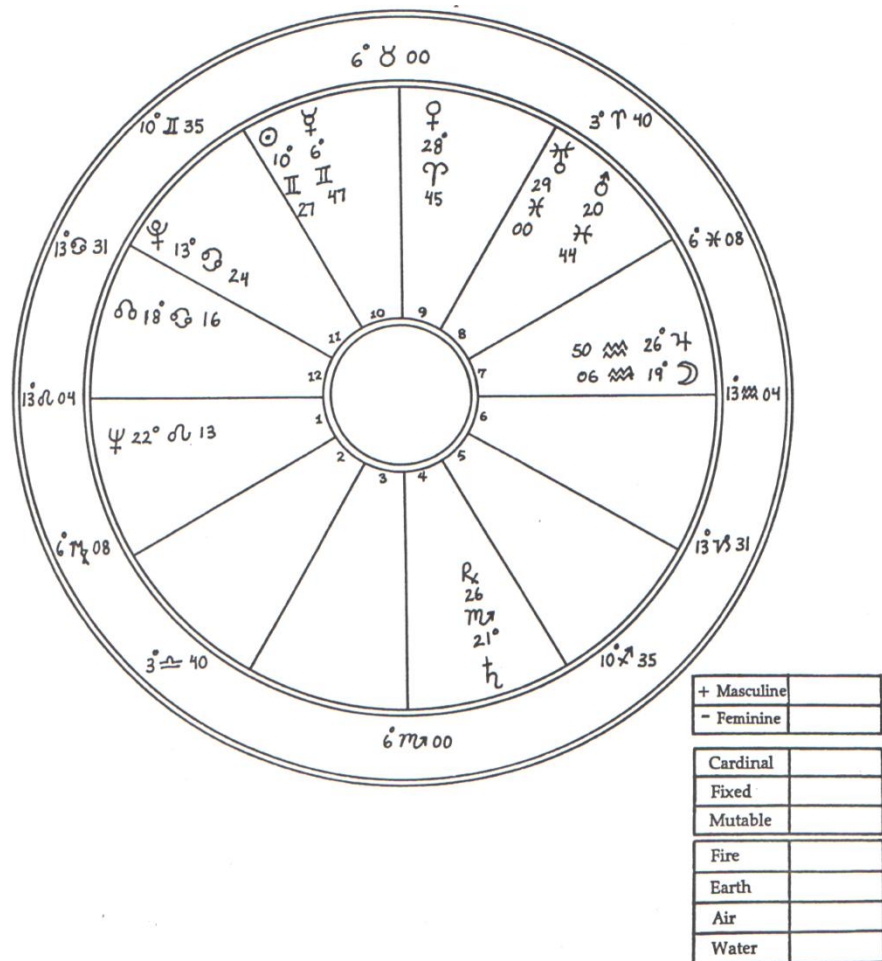 6° ♉ 00
10° ♊ 35
3° ♈ 40
☉ 10° ♊ 27
☿ 6° ♊ 47
♀ 28° ♈ 45
♅ 29 ♓ 00
♂ 20 ♓ 44
13° ♋ 31
♇ 13° ♋ 24
6° ♓ 08
☊ 18° ♋ 16
50 ♒ 26° ♃
06 ♒ 19° ☽
13° ♌ 04
13° ♒ 04
♆ 22° ♌ 13
10 9
11 8
12 7
1 6
2 5
3 4
6° ♍ 08
13° ♑ 31
℞
26
♏
21°
♄
3° ♎ 40
10° ♐ 35
6° ♏ 00
+ Masculine
- Feminine
Cardinal
Fixed
Mutable
Fire
Earth
Air
Water